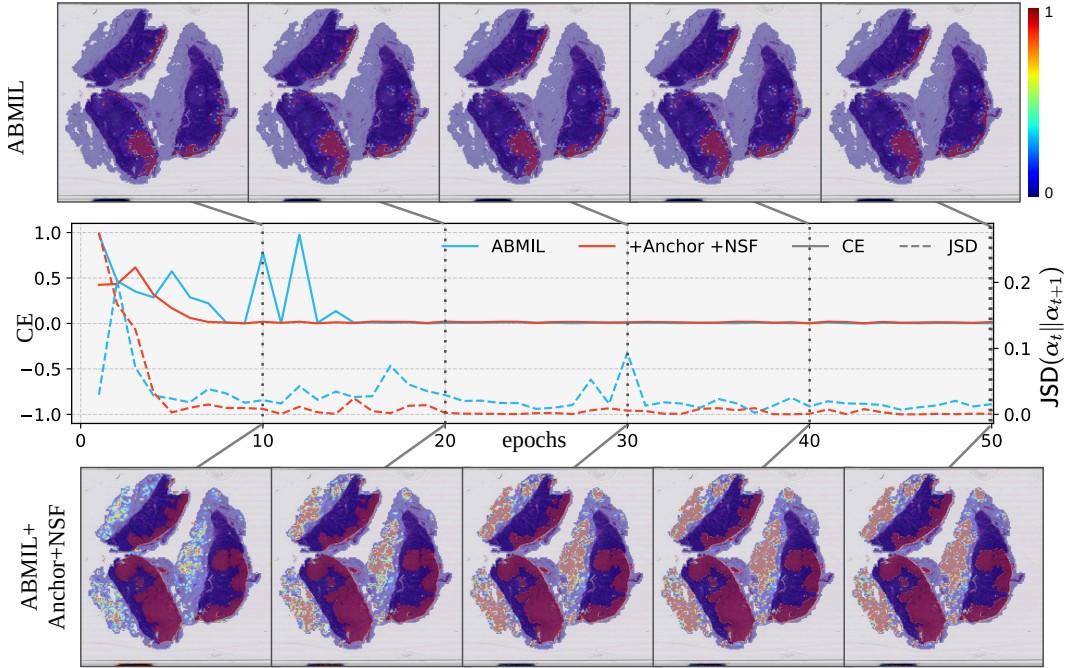 1
ABMIL
0
1.0
0.5
0.0
−0.5
−1.0
CE
ABMIL
+Anchor +NSF
CE
JSD
0.2
0.1
0.0
JSD(α_t||α_{t+1})
0
10
20
30
40
50
epochs
ABMIL+
Anchor+NSF